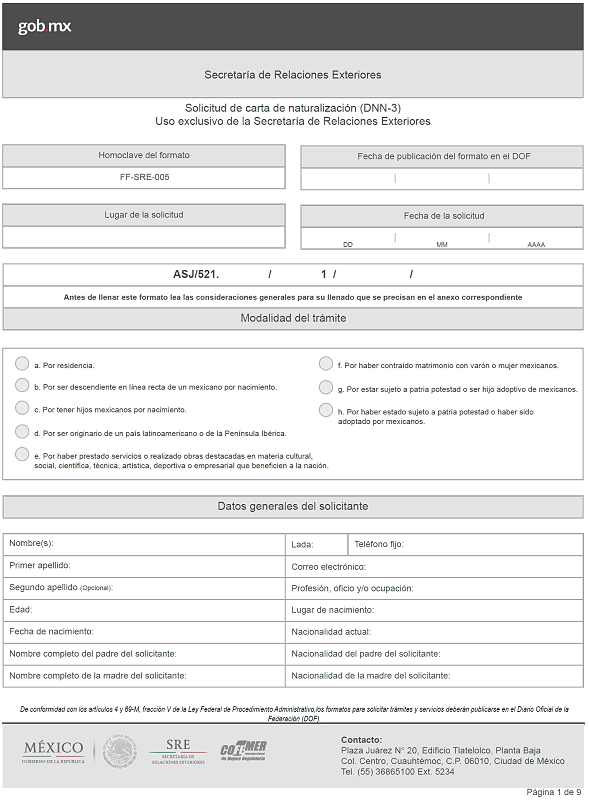 gob.mx
Secretaría de Relaciones Exteriores
Solicitud de carta de naturalización (DNN-3)
Uso exclusivo de la Secretaría de Relaciones Exteriores
Homoclave del formato
FF-SRE-005
Fecha de publicación del formato en el DOF
| |
Lugar de la solicitud
Fecha de la solicitud
DD MM AAAA
ASJ/521. / 1 / /
Antes de llenar este formato lea las consideraciones generales para su llenado que se precisan en el anexo correspondiente
Modalidad del trámite
a. Por residencia.
b. Por ser descendiente en línea recta de un mexicano por nacimiento.
c. Por tener hijos mexicanos por nacimiento.
d. Por ser originario de un país latinoamericano o de la Península Ibérica.
e. Por haber prestado servicios o realizado obras destacadas en materia cultural,
social, científica, técnica, artística, deportiva o empresarial que beneficien a la nación.
f. Por haber contraído matrimonio con varón o mujer mexicanos.
g. Por estar sujeto a patria potestad o ser hijo adoptivo de mexicanos.
h. Por haber estado sujeto a patria potestad o haber sido
adoptado por mexicanos.
Datos generales del solicitante
Nombre(s):
Lada: Teléfono fijo:
Primer apellido:
Correo electrónico:
Segundo apellido (Opcional):
Profesión, oficio y/o ocupación:
Edad:
Lugar de nacimiento:
Fecha de nacimiento:
Nacionalidad actual:
Nombre completo del padre del solicitante:
Nacionalidad del padre del solicitante:
Nombre completo de la madre del solicitante:
Nacionalidad de la madre del solicitante:
De conformidad con los artículos 4 y 69-M, fracción V de la Ley Federal de Procedimiento Administrativo,los formatos para solicitar trámites y servicios deberán publicarse en el Diario Oficial de la
Federación (DOF).
MÉXICO
GOBIERNO DE LA REPÚBLICA
SRE
SECRETARÍA DE
RELACIONES EXTERIORES
COFEMER
de Mejora Regulatoria
Contacto:
Plaza Juárez N° 20, Edificio Tlatelolco, Planta Baja
Col. Centro, Cuauhtémoc, C.P. 06010, Ciudad de México
Tel. (55) 36865100 Ext. 5234
Página 1 de 9